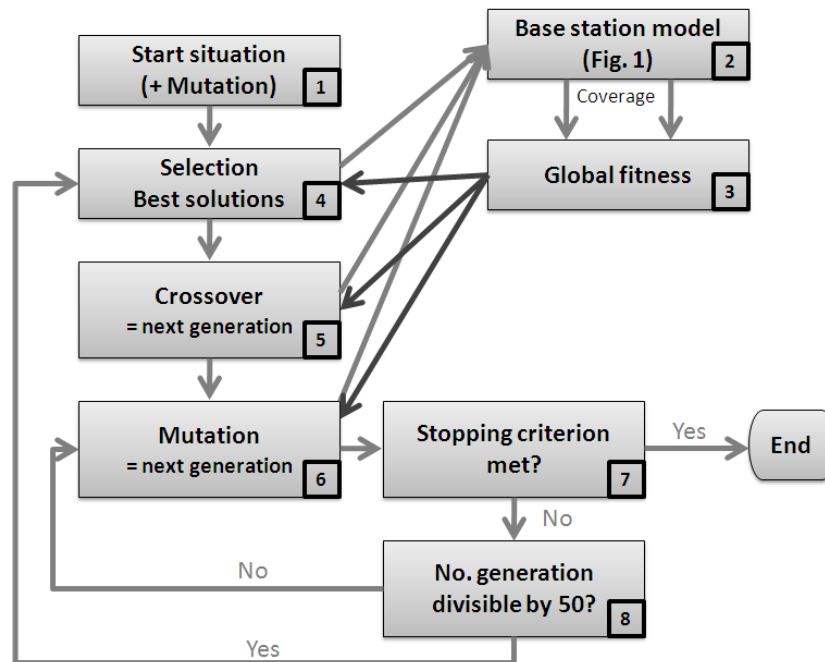 Start situation
(+ Mutation)
1
Base station model
(Fig. 1)
2
Coverage
Selection
Best solutions
4
Global fitness
3
Crossover
= next generation
5
Mutation
= next generation
6
Stopping criterion
met?
7
Yes
End
No
No. generation
divisible by 50?
8
No
Yes